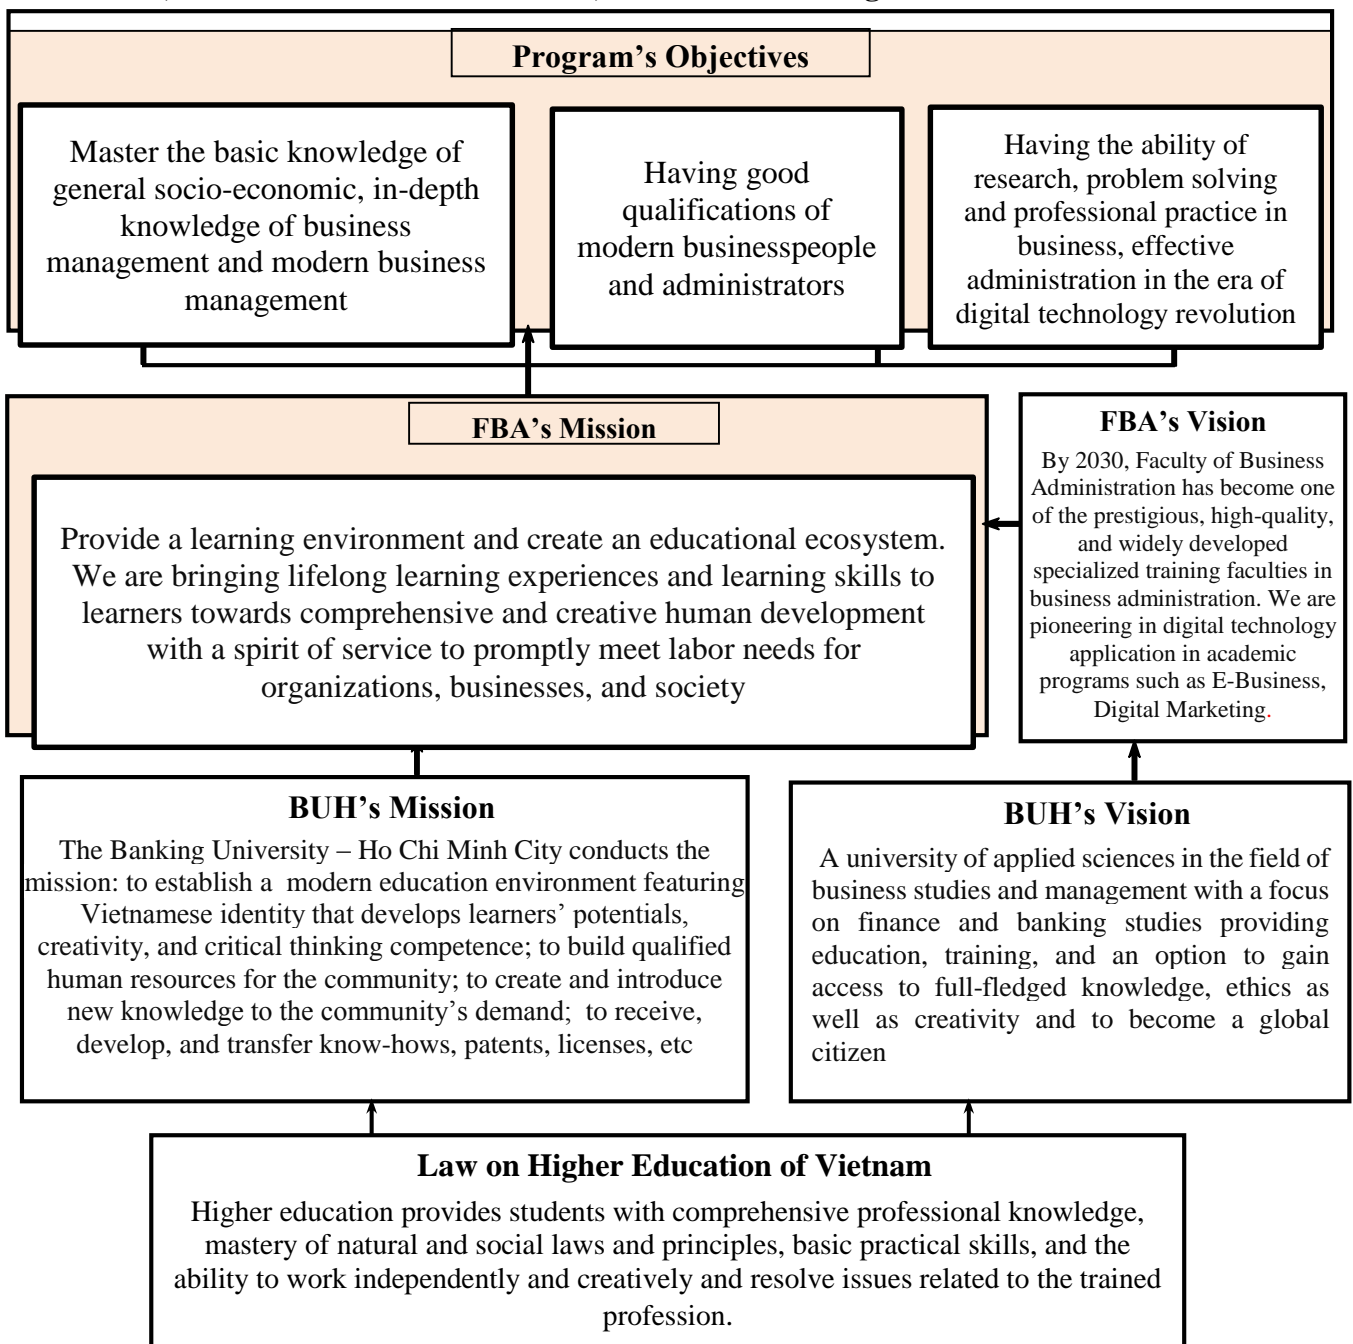 Program's Objectives
Master the basic knowledge of
general socio-economic, in-depth
knowledge of business
management and modern business
management
Having good
qualifications of
modern businesspeople
and administrators
Having the ability of
research, problem solving
and professional practice in
business, effective
administration in the era of
digital technology revolution
FBA's Mission
Provide a learning environment and create an educational ecosystem.
We are bringing lifelong learning experiences and learning skills to
learners towards comprehensive and creative human development
with a spirit of service to promptly meet labor needs for
organizations, businesses, and society
FBA's Vision
By 2030, Faculty of Business
Administration has become one
of the prestigious, high-quality,
and widely developed
specialized training faculties in
business administration. We are
pioneering in digital technology
application in academic
programs such as E-Business,
Digital Marketing.
BUH's Mission
The Banking University – Ho Chi Minh City conducts the
mission: to establish a modern education environment featuring
Vietnamese identity that develops learners' potentials,
creativity, and critical thinking competence; to build qualified
human resources for the community; to create and introduce
new knowledge to the community's demand; to receive,
develop, and transfer know-hows, patents, licenses, etc
BUH's Vision
A university of applied sciences in the field of
business studies and management with a focus
on finance and banking studies providing
education, training, and an option to gain
access to full-fledged knowledge, ethics as
well as creativity and to become a global
citizen
Law on Higher Education of Vietnam
Higher education provides students with comprehensive professional knowledge,
mastery of natural and social laws and principles, basic practical skills, and the
ability to work independently and creatively and resolve issues related to the trained
profession.